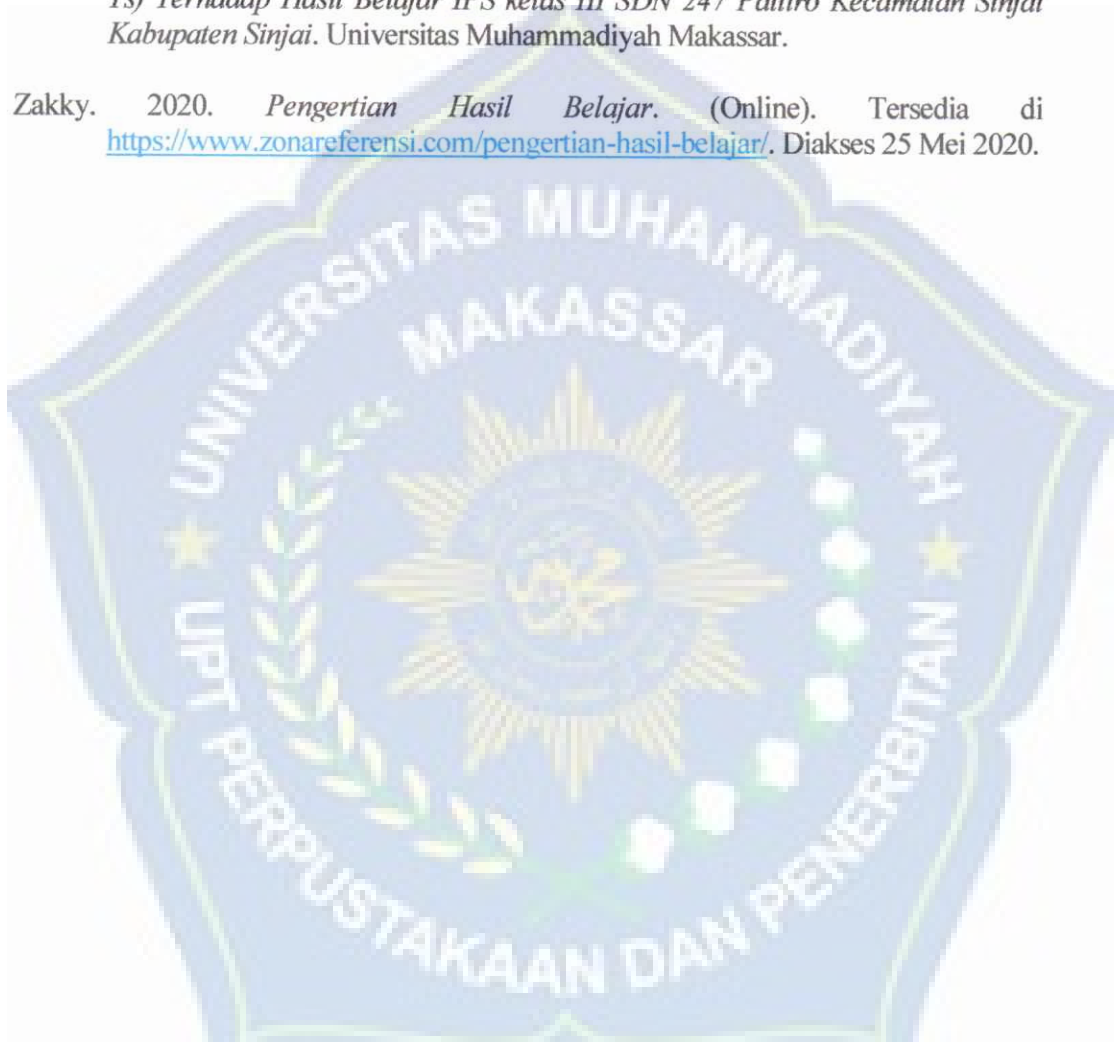 Ts) Terhadap Hasil Belajar IPS kelas III SDN 247 Pattiro Kecamatan Sinjai
Kabupaten Sinjai. Universitas Muhammadiyah Makassar.
Zakky. 2020. Pengertian Hasil Belajar. (Online). Tersedia di
https://www.zonareferensi.com/pengertian-hasil-belajar/. Diakses 25 Mei 2020.
UNIVERSITAS MUHAMMADIYAH
MAKASSAR
UPT PERPUSTAKAAN DAN PENERBITAN